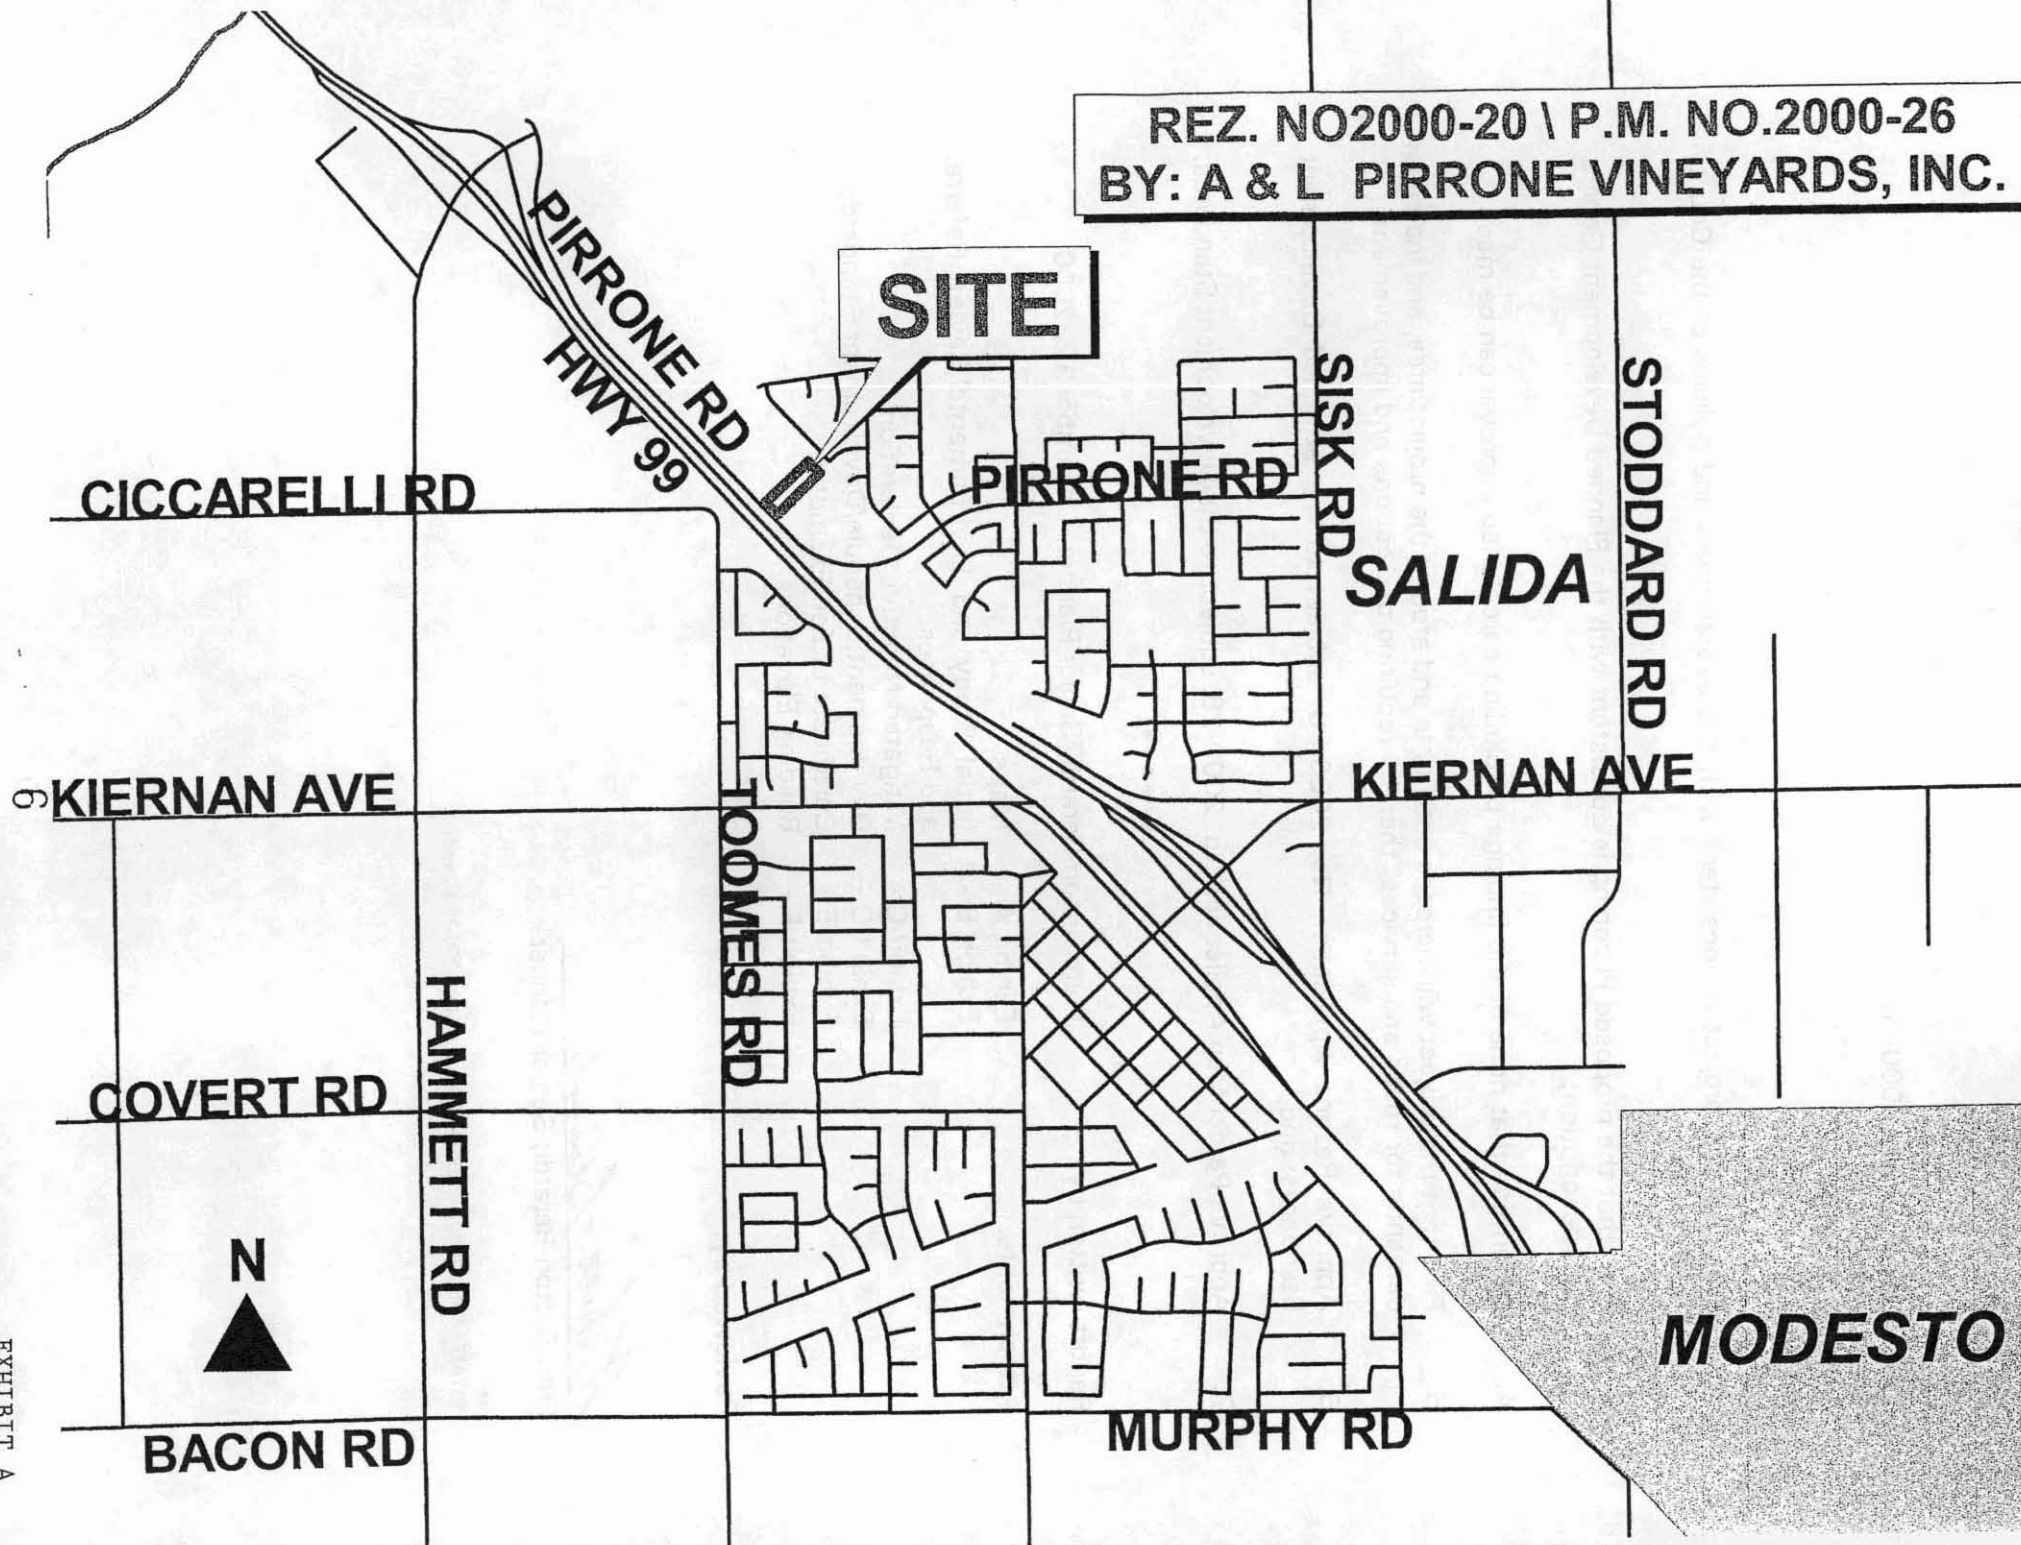 REZ. NO2000-20 \ P.M. NO.2000-26
BY: A & L PIRRONE VINEYARDS, INC.
SITE
PIRRONE RD
HWY 99
PIRRONE RD
SISK RD
STODDARD RD
CICCARELLI RD
SALIDA
KIERNAN AVE
KIERNAN AVE
TOOMES RD
HAMMETT RD
COVERT RD
N
MODESTO
BACON RD
MURPHY RD
9
EXHIBIT A